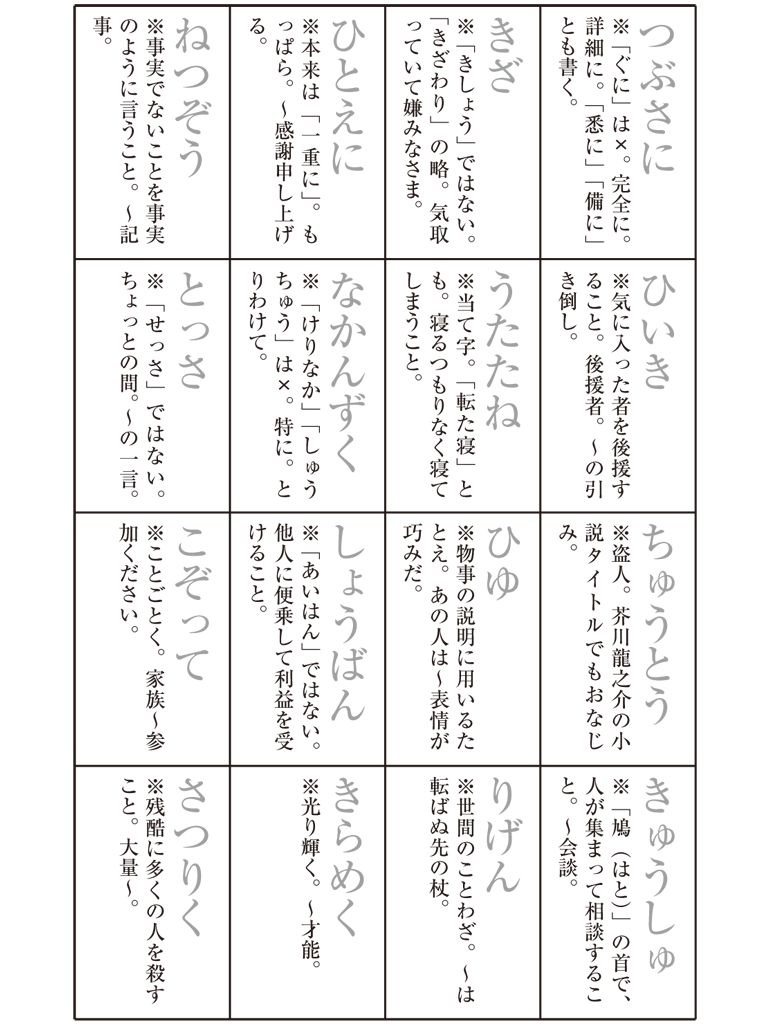 つぶさに
※「ぐに」は×。完全に。
詳細に。「悉に」「備に」
とも書く。
ひいき
※気に入った者を後援す
ること。後援者。～の引
き倒し。
ちゅうとう
※盗人。芥川龍之介の小
説タイトルでもおなじ
み。
きゅうしゅ
※「鳩（はと）」の首で、
人が集まって相談するこ
と。～会談。
きざ
※「きしょう」ではない。
「きざわり」の略。気取
っていて嫌みなさま。
うたたね
※当て字。「転た寝」と
も。寝るつもりなく寝て
しまうこと。
ひゆ
※物事の説明に用いるた
とえ。あの人は～表情が
巧みだ。
りげん
※世間のことわざ。～は
転ばぬ先の杖。
ひとえに
※本来は「一重に」。も
っぱら。～感謝申し上げ
る。
なかんずく
※「けりなか」「しゅう
ちゅう」は×。特に。と
りわけて。
しょうばん
※「あいはん」ではない。
他人に便乗して利益を受
けること。
きらめく
※光り輝く。～才能。
ねつぞう
※事実でないことを事実
のように言うこと。～記
事。
とっさ
※「せっさ」ではない。
ちょっとの間。～の一言。
こぞって
※ことごとく。家族～参
加ください。
さつりく
※残酷に多くの人を殺す
こと。大量～。